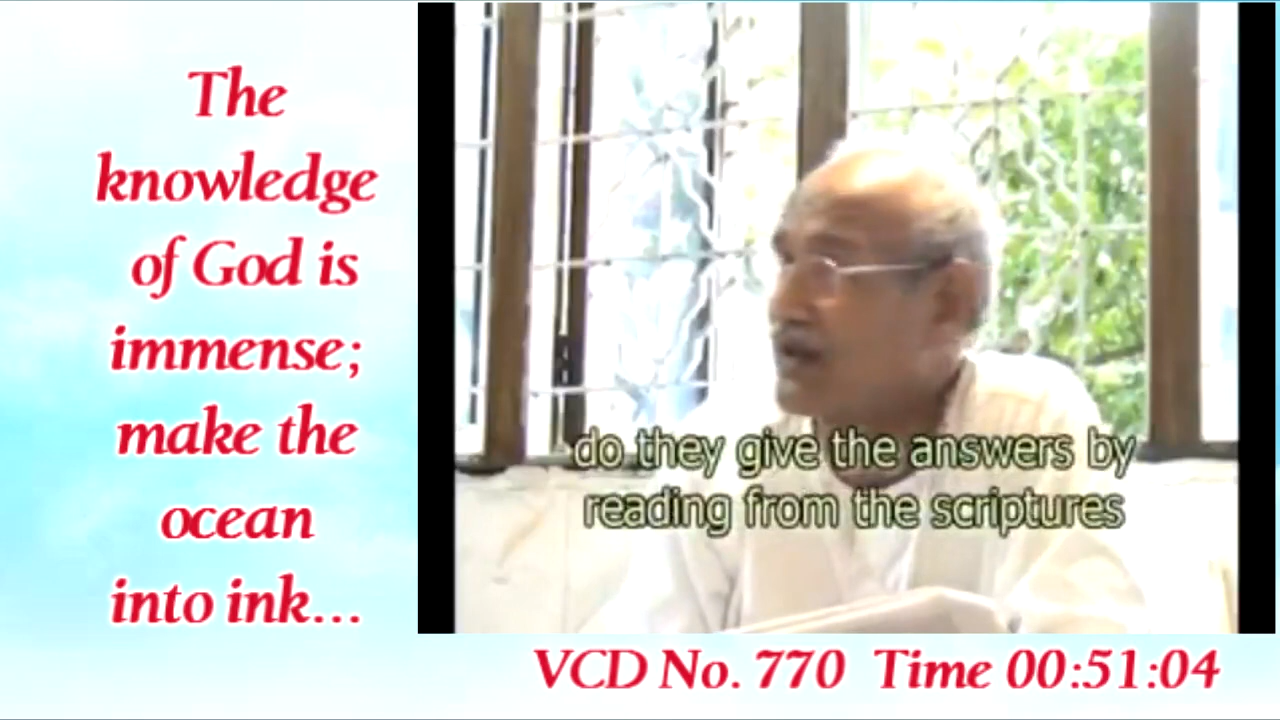 The
knowledge
of God is
immense;
make the
ocean
into ink...
do they give the answers by
reading from the scriptures
VCD No. 770 Time 00:51:04